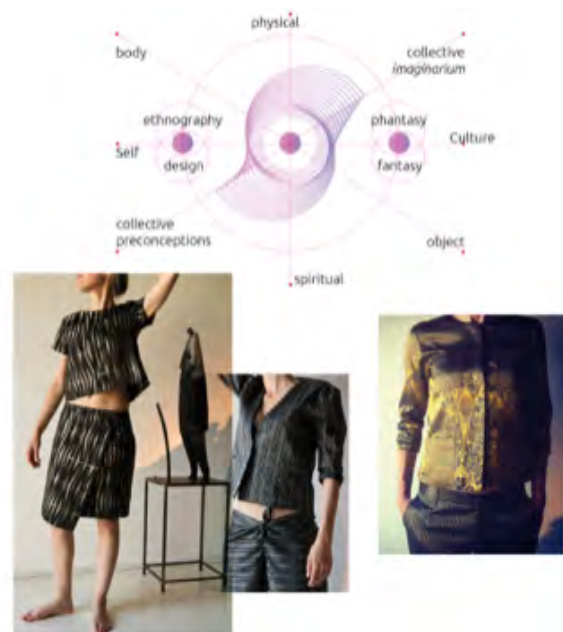 physical
body
collective
imaginarium
ethnography
phantasy
Self
Culture
design
fantasy
collective
preconceptions
object
spiritual